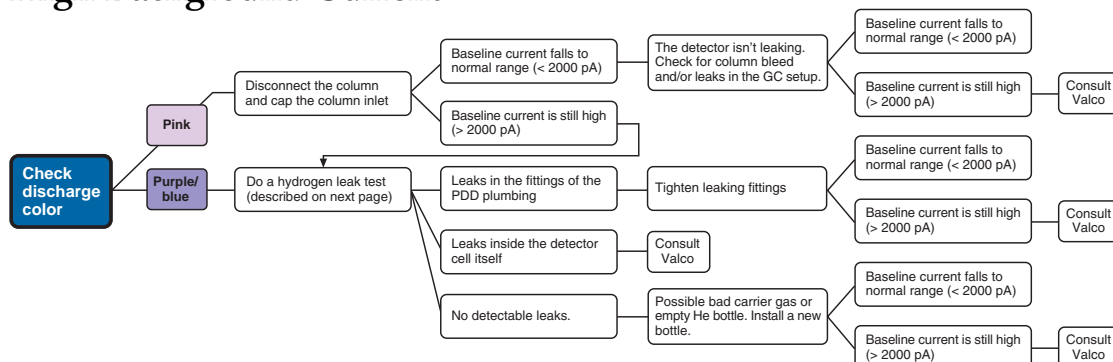 Check
discharge
color
Pink
Purple/
blue
Disconnect the column
and cap the column inlet
Baseline current falls to
normal range (< 2000 pA)
Baseline current is still high
(> 2000 pA)
The detector isn't leaking.
Check for column bleed
and/or leaks in the GC setup.
Baseline current falls to
normal range (< 2000 pA)
Baseline current is still high
(> 2000 pA)
Consult
Valco
Do a hydrogen leak test
(described on next page)
Leaks in the fittings of the
PDD plumbing
Tighten leaking fittings
Baseline current falls to
normal range (< 2000 pA)
Baseline current is still high
(> 2000 pA)
Consult
Valco
Leaks inside the detector
cell itself
Consult
Valco
No detectable leaks.
Possible bad carrier gas or
empty He bottle. Install a new
bottle.
Baseline current falls to
normal range (< 2000 pA)
Baseline current is still high
(> 2000 pA)
Consult
Valco